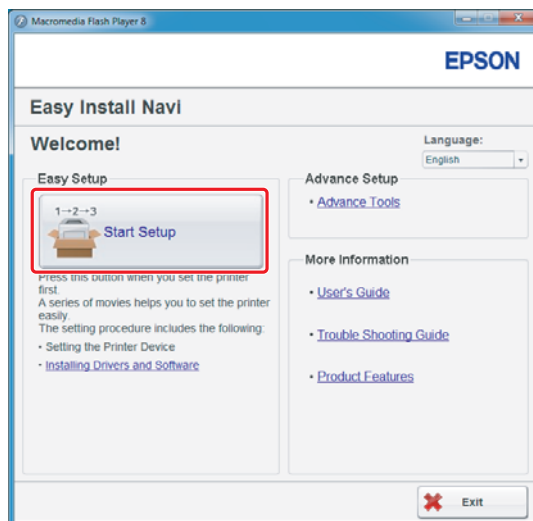 Macromedia Flash Player 8
EPSON
Easy Install Navi
Welcome!
Language:
English
Easy Setup
1→2→3
Start Setup
Press this button when you set the printer
first.
A series of movies helps you to set the printer
easily.
The setting procedure includes the following:
• Setting the Printer Device
• Installing Drivers and Software
Advance Setup
• Advance Tools
More Information
• User's Guide
• Trouble Shooting Guide
• Product Features
Exit